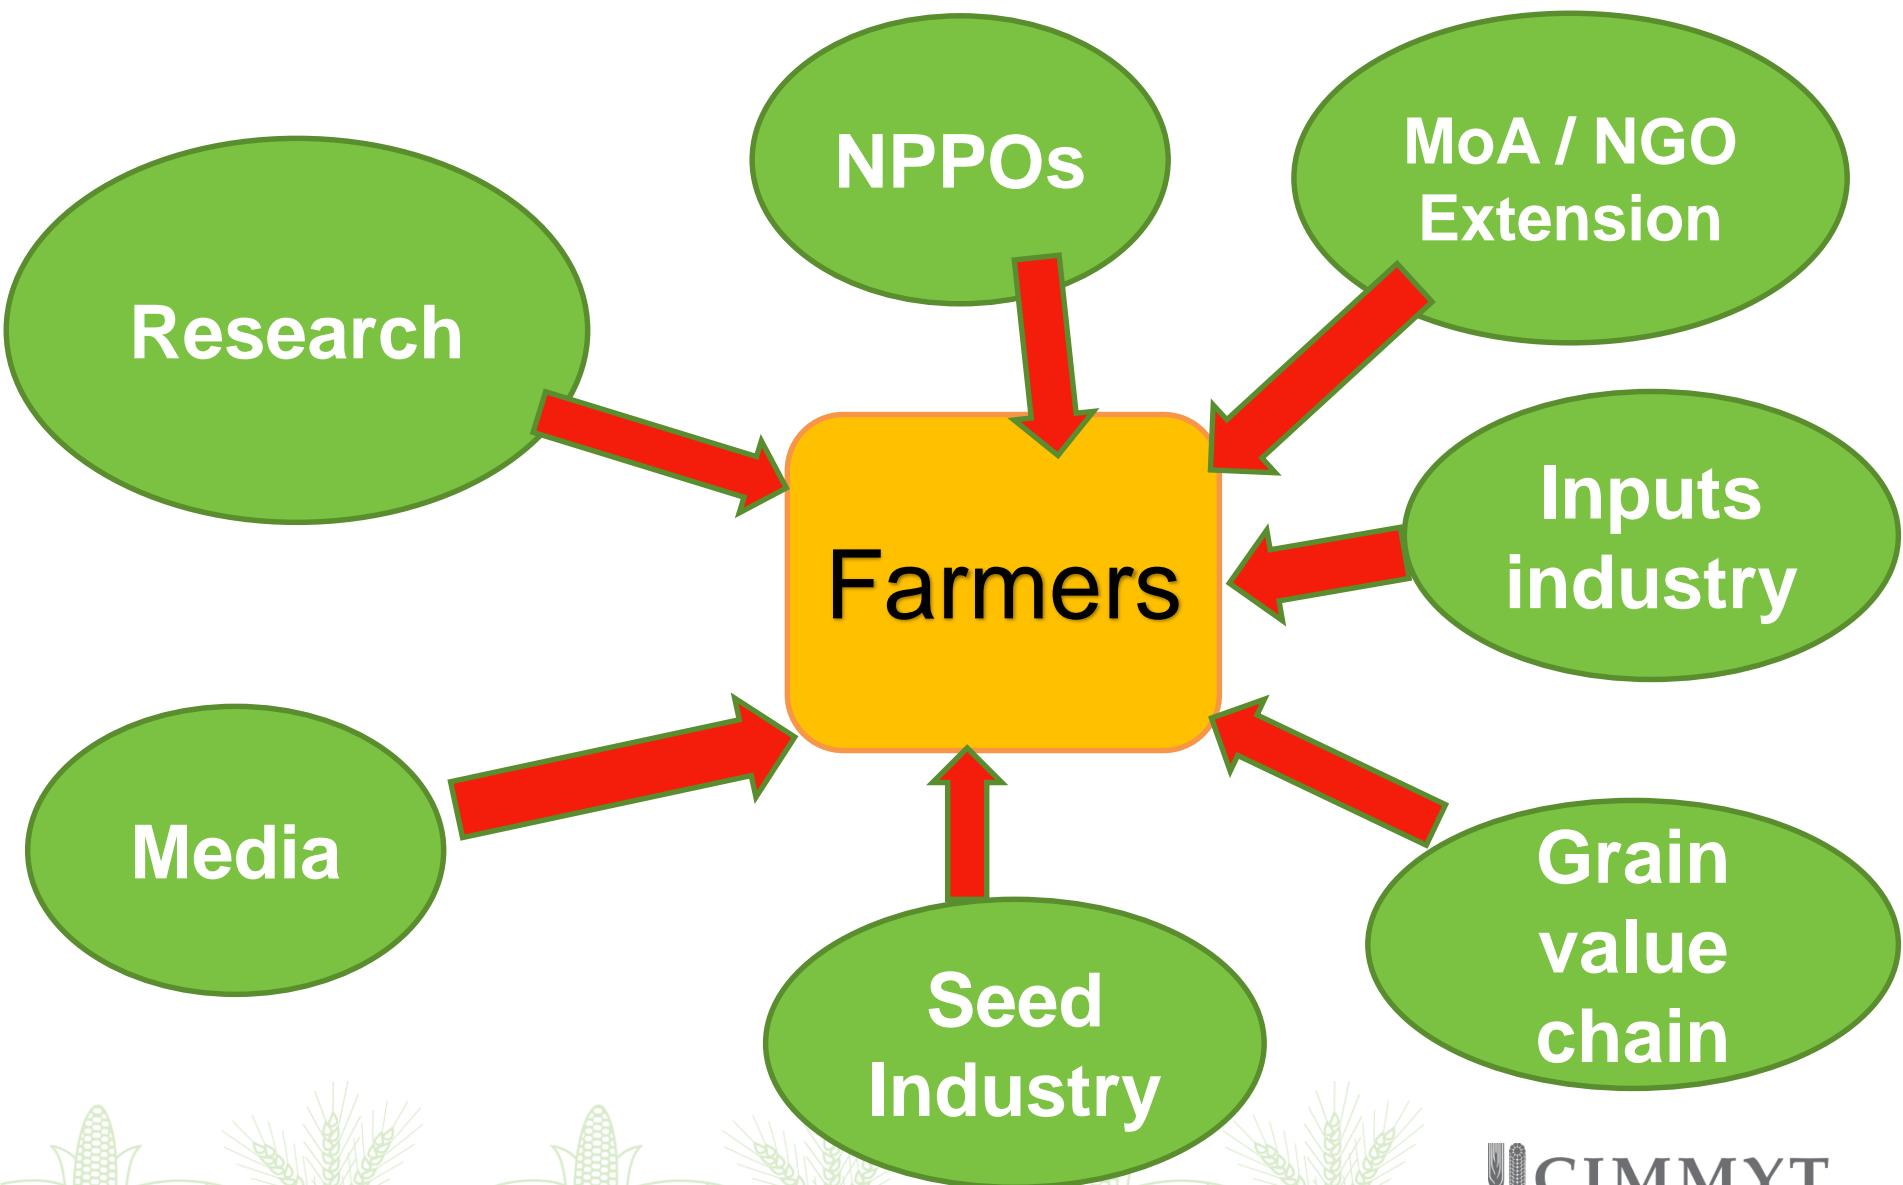 NPPOs
MoA / NGO
Extension
Research
Inputs
industry
Farmers
Media
Grain
value
chain
Seed
Industry
CIMMYT